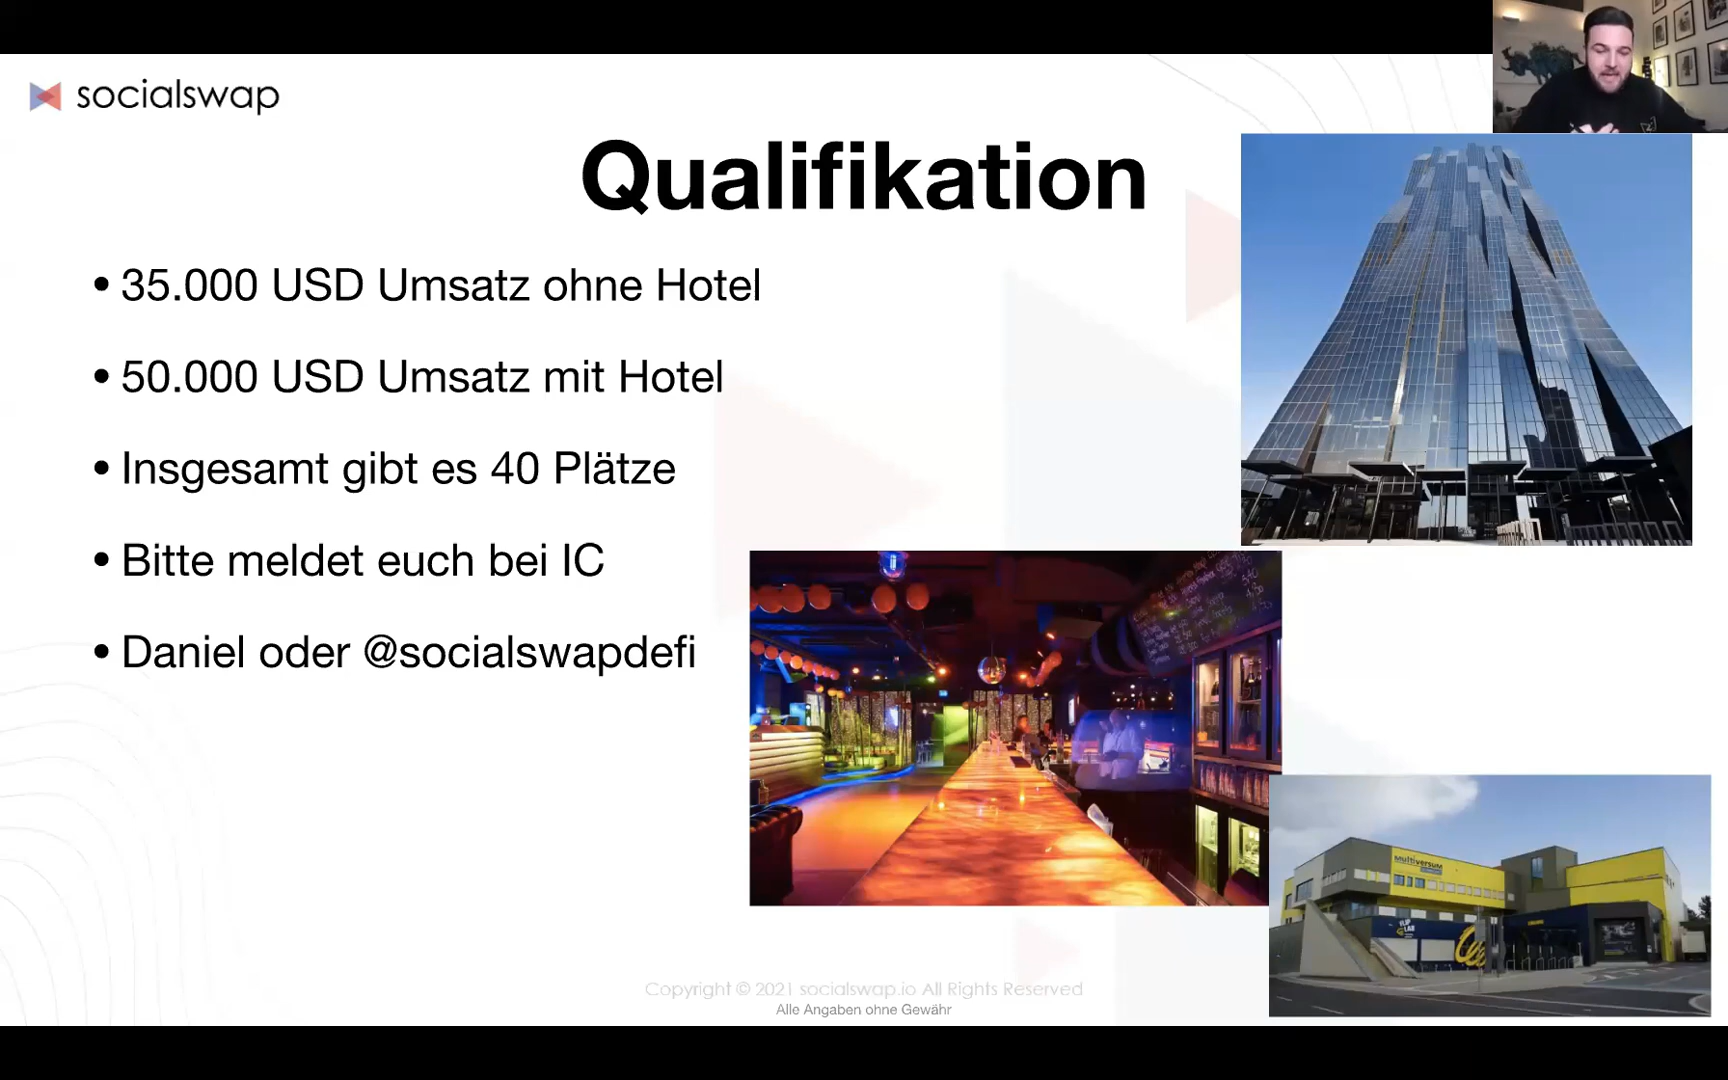 socialswap
Qualifikation
• 35.000 USD Umsatz ohne Hotel
• 50.000 USD Umsatz mit Hotel
• Insgesamt gibt es 40 Plätze
• Bitte meldet euch bei IC
• Daniel oder @socialswapdefi
multiversum
FLIP
LAB
Copyright © 2021 socialswap.io All Rights Reserved
Alle Angaben ohne Gewähr